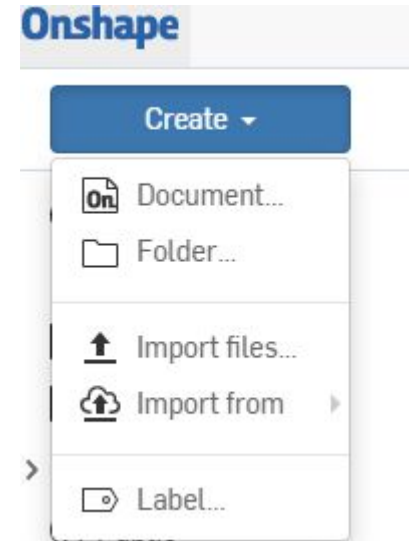 Onshape
Create
On
Document...
Folder...
Import files...
Import from
Label...